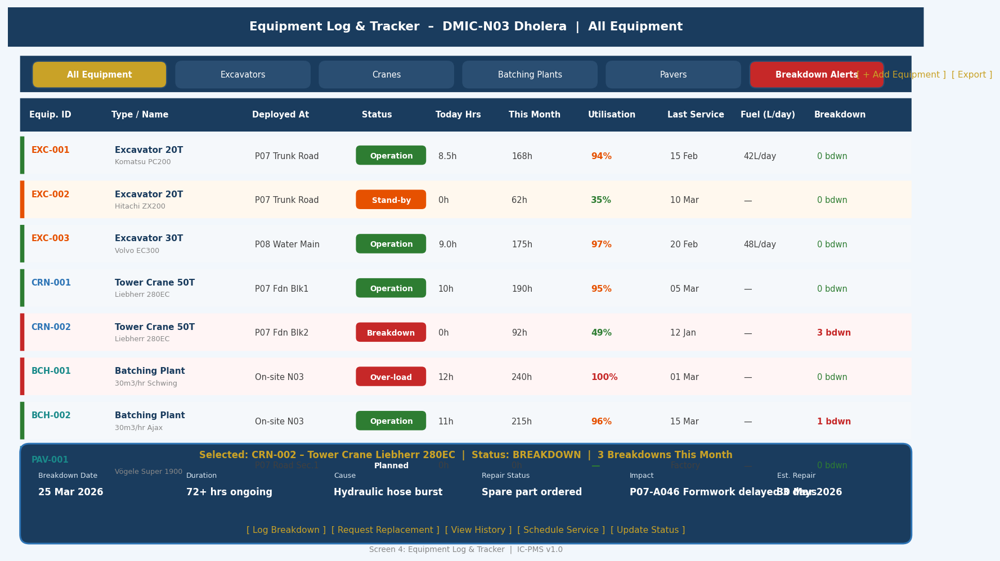 Equipment Log & Tracker – DMIC-N03 Dholera | All Equipment
All Equipment Excavators Cranes Batching Plants Pavers Breakdown Alerts [ + Add Equipment ] [ Export ]
Equip. ID Type / Name Deployed At Status Today Hrs This Month Utilisation Last Service Fuel (L/day) Breakdown
EXC-001 Excavator 20T P07 Trunk Road Operation 8.5h 168h 94% 15 Feb 42L/day 0 bdwn
Komatsu PC200
EXC-002 Excavator 20T P07 Trunk Road Stand-by 0h 62h 35% 10 Mar — 0 bdwn
Hitachi ZX200
EXC-003 Excavator 30T P08 Water Main Operation 9.0h 175h 97% 20 Feb 48L/day 0 bdwn
Volvo EC300
CRN-001 Tower Crane 50T P07 Fdn Blk1 Operation 10h 190h 95% 05 Mar — 0 bdwn
Liebherr 280EC
CRN-002 Tower Crane 50T P07 Fdn Blk2 Breakdown 0h 92h 49% 12 Jan — 3 bdwn
Liebherr 280EC
BCH-001 Batching Plant On-site N03 Over-load 12h 240h 100% 01 Mar — 0 bdwn
30m3/hr Schwing
BCH-002 Batching Plant On-site N03 Operation 11h 215h 96% 15 Mar — 1 bdwn
30m3/hr Ajax
Selected: CRN-002 – Tower Crane Liebherr 280EC | Status: BREAKDOWN | 3 Breakdowns This Month
PAV-001 P07 Road Sec 1 Planned 0h 0h — Factory — 0 bdwn
Vögele Super 1900
Breakdown Date Duration Cause Repair Status Impact Est. Repair
25 Mar 2026 72+ hrs ongoing Hydraulic hose burst Spare part ordered P07-A046 Formwork delayed 3 days 30 Mar 2026
[ Log Breakdown ] [ Request Replacement ] [ View History ] [ Schedule Service ] [ Update Status ]
Screen 4: Equipment Log & Tracker | IC-PMS v1.0